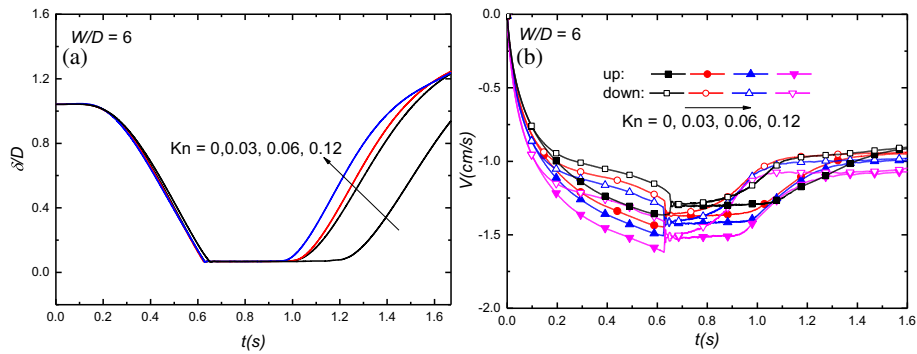 W/D = 6
(a)
Kn = 0,0.03, 0.06, 0.12
δ/D
1.6
1.2
0.8
0.4
0.0
0.0 0.2 0.4 0.6 0.8 1.0 1.2 1.4 1.6
t(s)
W/D = 6
(b)
up:
down:
Kn = 0, 0.03, 0.06, 0.12
V(cm/s)
0.0
-0.5
-1.0
-1.5
-2.0
0.0 0.2 0.4 0.6 0.8 1.0 1.2 1.4 1.6
t(s)